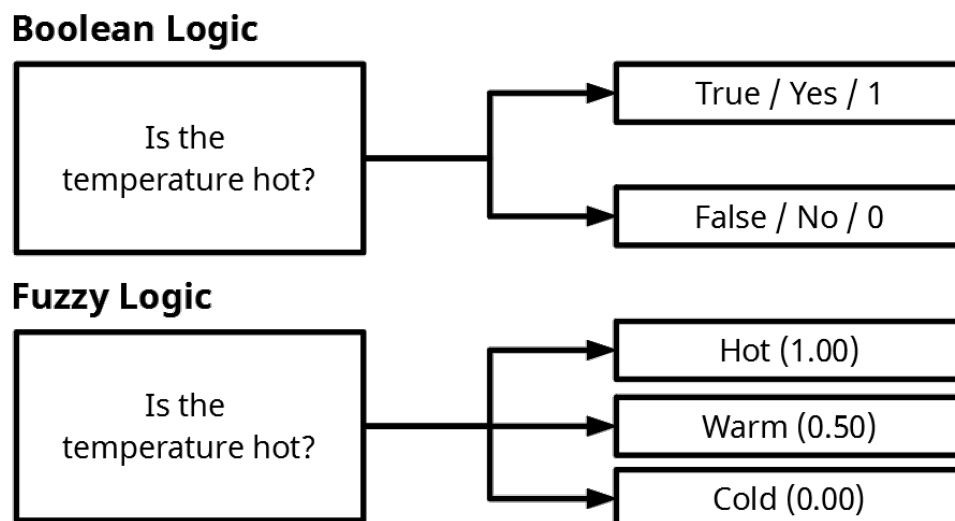 Boolean Logic
Is the
temperature hot?
True / Yes / 1
False / No / 0
Fuzzy Logic
Is the
temperature hot?
Hot (1.00)
Warm (0.50)
Cold (0.00)